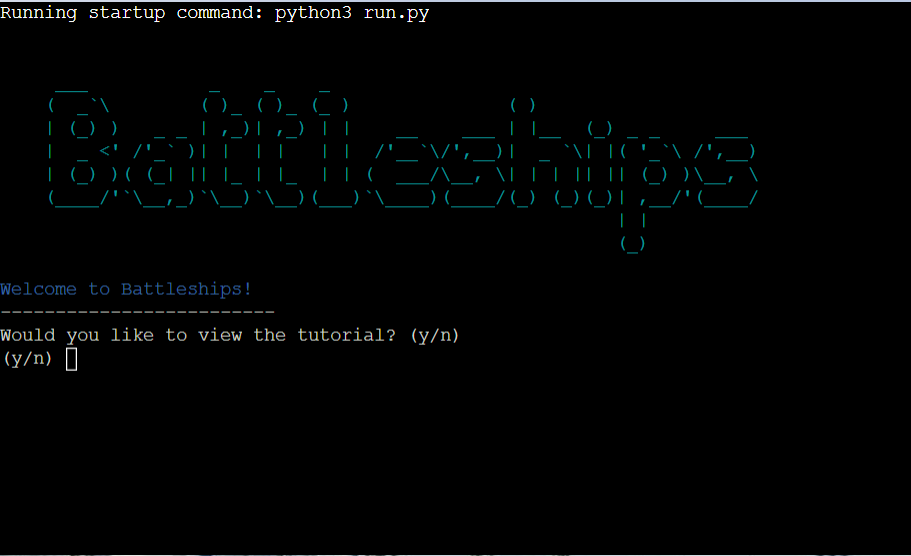 Running startup command: python3 run.py
Battleships
Welcome to Battleships!
-------------------------
Would you like to view the tutorial? (y/n)
(y/n)